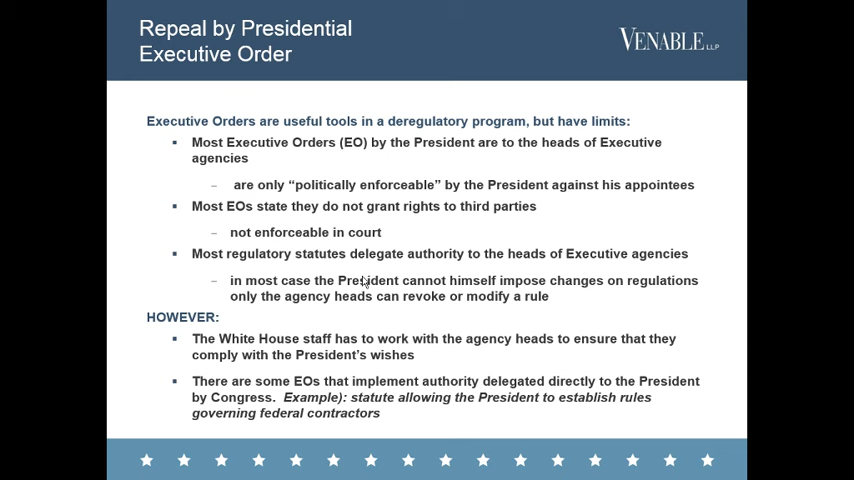 Repeal by Presidential
Executive Order
VENABLE LLP
Executive Orders are useful tools in a deregulatory program, but have limits:
▪ Most Executive Orders (EO) by the President are to the heads of Executive
agencies
– are only “politically enforceable” by the President against his appointees
▪ Most EOs state they do not grant rights to third parties
– not enforceable in court
▪ Most regulatory statutes delegate authority to the heads of Executive agencies
– in most case the President cannot himself impose changes on regulations
only the agency heads can revoke or modify a rule
HOWEVER:
▪ The White House staff has to work with the agency heads to ensure that they
comply with the President’s wishes
▪ There are some EOs that implement authority delegated directly to the President
by Congress. Example): statute allowing the President to establish rules
governing federal contractors